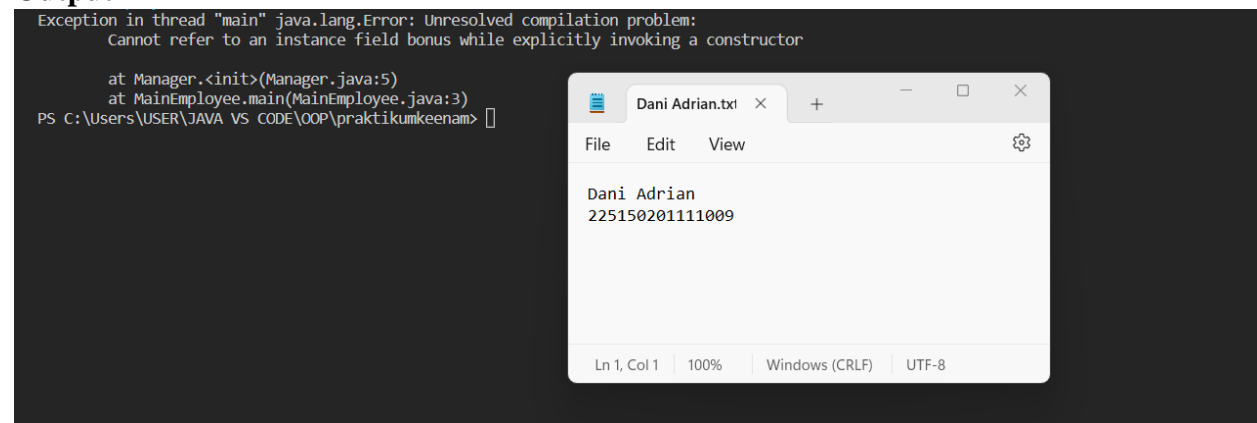 Exception in thread "main" java.lang.Error: Unresolved compilation problem:
Cannot refer to an instance field bonus while explicitly invoking a constructor
at Manager.<init>(Manager.java:5)
at MainEmployee.main(MainEmployee.java:3)
PS C:\Users\USER\JAVA VS CODE\OOP\praktikumkeenam>
Dani Adrian.txt
File Edit View
Dani Adrian
225150201111009
Ln 1, Col 1 100% Windows (CRLF) UTF-8